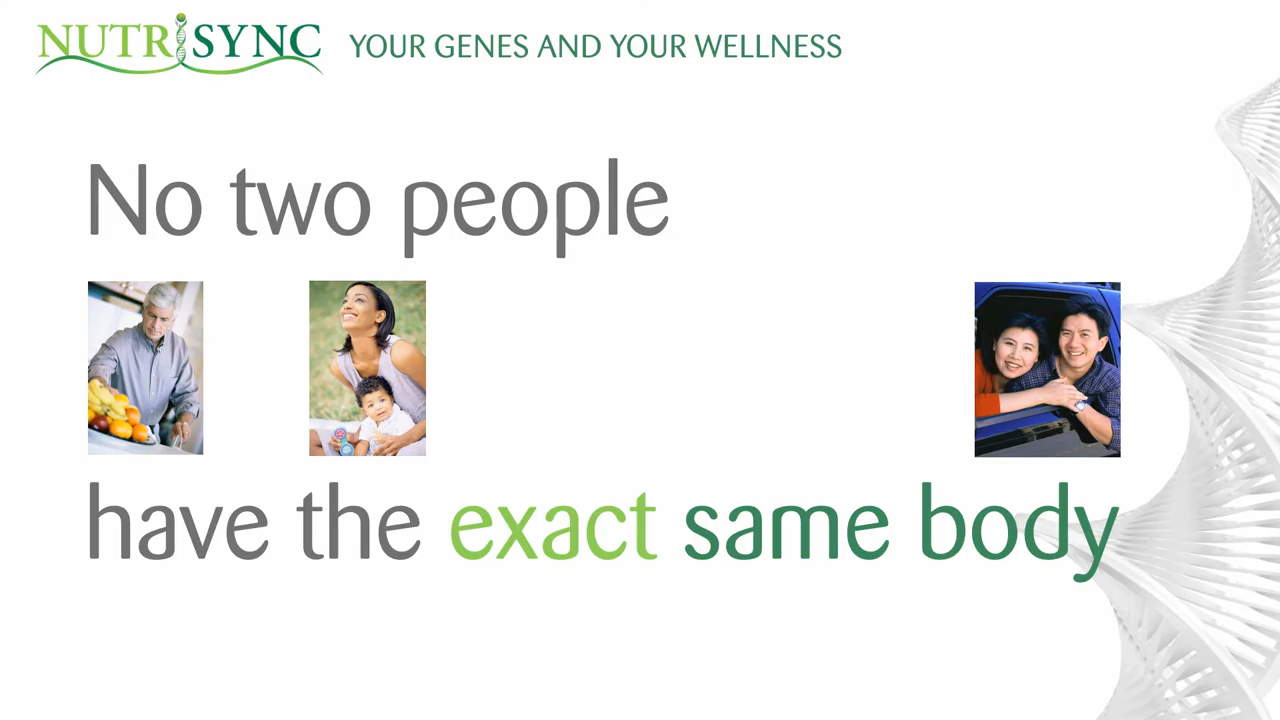 NUTRISYNC YOUR GENES AND YOUR WELLNESS
No two people
have the exact same body